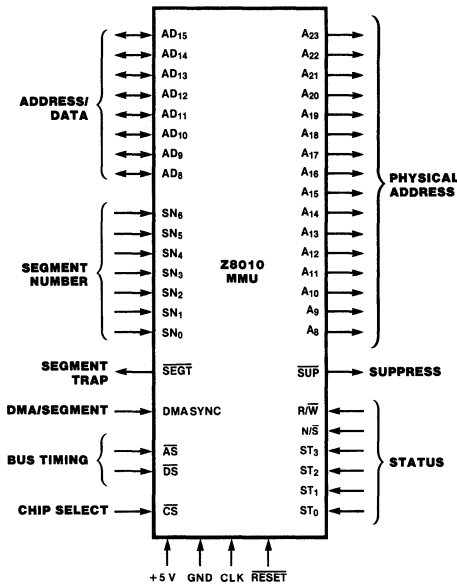 ADDRESS/
DATA
AD15
AD14
AD13
AD12
AD11
AD10
AD9
AD8
SEGMENT
NUMBER
SN6
SN5
SN4
SN3
SN2
SN1
SN0
SEGMENT
TRAP
SEGT
DMA/SEGMENT
DMASYNC
BUS TIMING
AS
DS
CHIP SELECT
CS
Z8010
MMU
A23
A22
A21
A20
A19
A18
A17
A16
A15
A14
A13
A12
A11
A10
A9
A8
PHYSICAL
ADDRESS
SUP
SUPPRESS
R/W
N/S
ST3
ST2
ST1
ST0
STATUS
+5 V GND CLK RESET